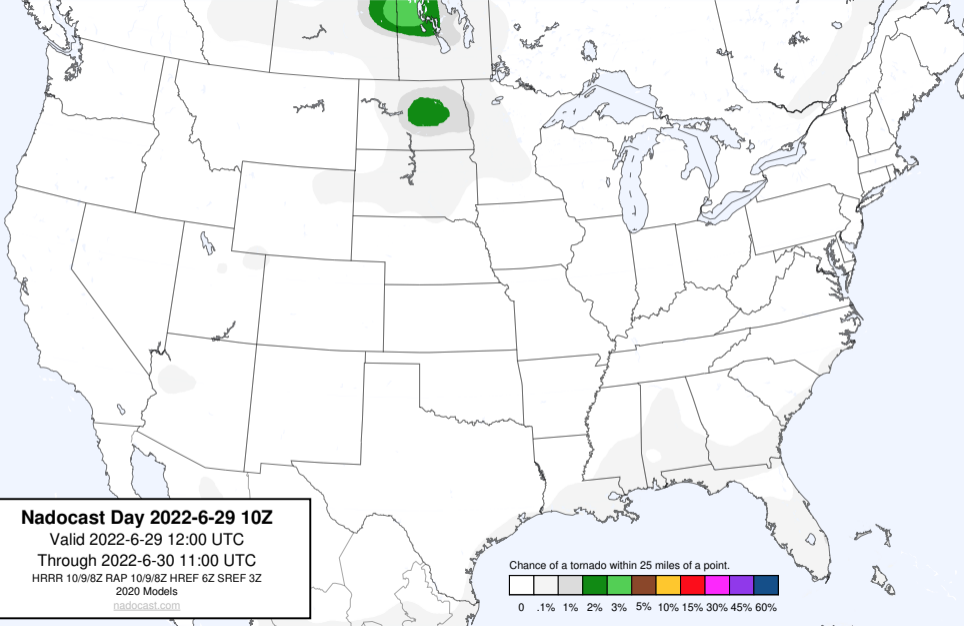 Nadocast Day 2022-6-29 10Z
Valid 2022-6-29 12:00 UTC
Through 2022-6-30 11:00 UTC
HRRR 10/9/8Z RAP 10/9/8Z HREF 6Z SREF 3Z
2020 Models
nadocast.com
Chance of a tornado within 25 miles of a point.
0 .1% 1% 2% 3% 5% 10% 15% 30% 45% 60%